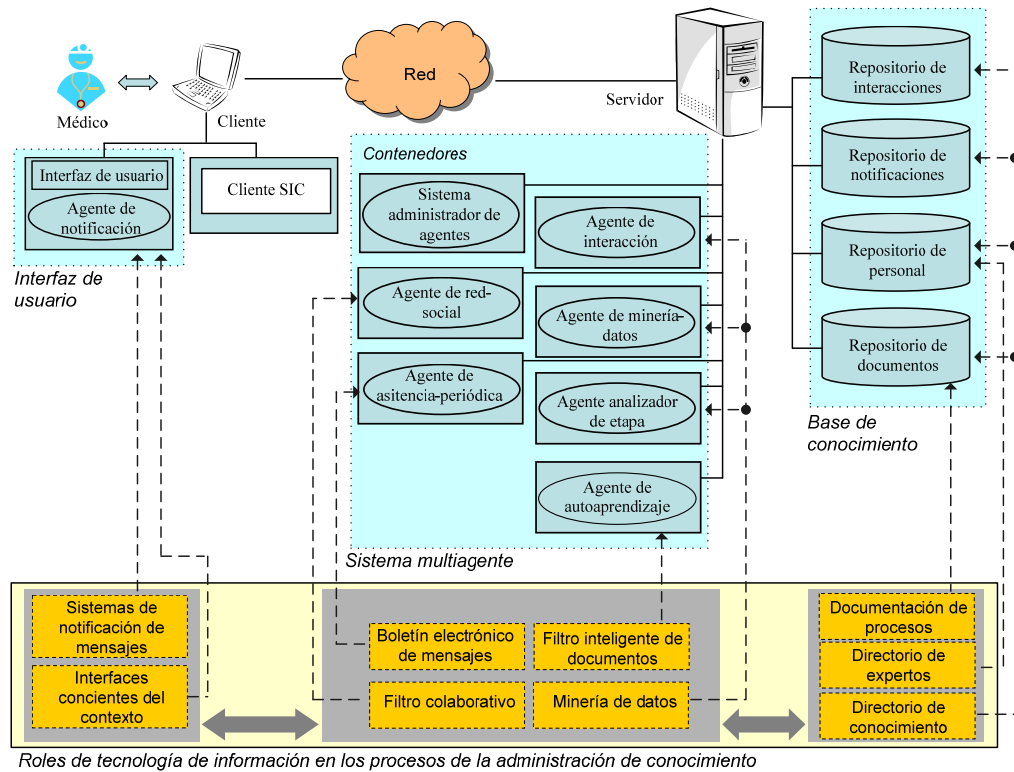 Médico
Cliente
Red
Servidor
Interfaz de usuario
Agente de
notificación
Cliente SIC
Interfaz de
usuario
Contenedores
Sistema
administrador de
agentes
Agente de
interacción
Agente de red-
social
Agente de minería-
datos
Agente de
asitencia-periódica
Agente analizador
de etapa
Agente de
autoaprendizaje
Sistema multiagente
Repositorio de
interacciones
Repositorio de
notificaciones
Repositorio de
personal
Repositorio de
documentos
Base de
conocimiento
Sistemas de
notificación de
mensajes
Interfaces
concientes del
contexto
Boletín electrónico
de mensajes
Filtro inteligente de
documentos
Filtro colaborativo
Minería de datos
Documentación de
procesos
Directorio de
expertos
Directorio de
conocimiento
Roles de tecnología de información en los procesos de la administración de conocimiento